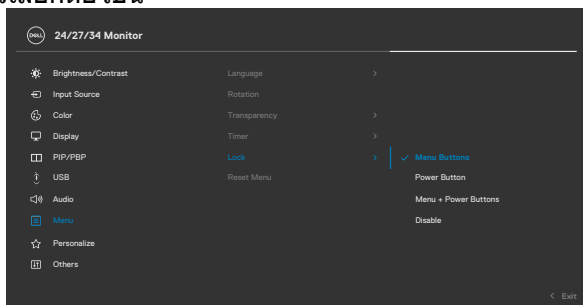 DELL 24/27/34 Monitor
Brightness/Contrast Language >
Input Source Rotation
Color Transparency >
Display Timer >
PIP/PBP Lock > ✓ Menu Buttons
USB Reset Menu Power Button
Audio Menu + Power Buttons
Menu Disable
Personalize
Others
< Exit